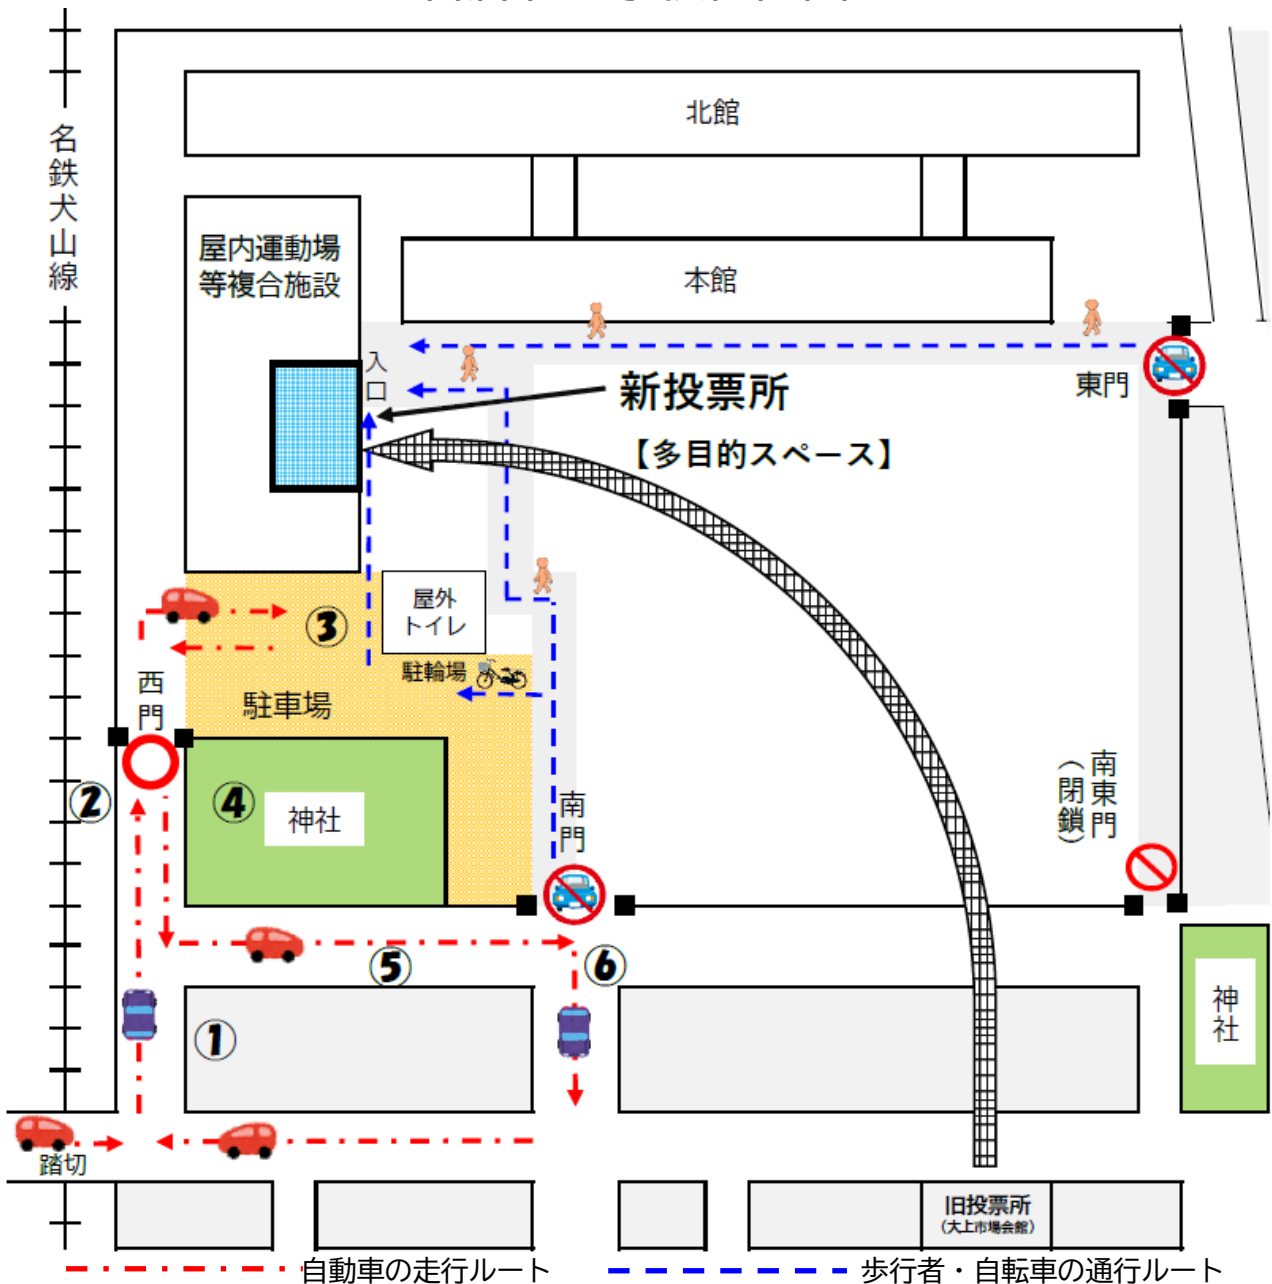 北館
名鉄犬山線
屋内運動場
等複合施設
本館
入口
新投票所
【多目的スペース】
東門
屋外
トイレ
③
駐輪場
西門
駐車場
②
④
神社
南門
南東門
（閉鎖）
⑤
⑥
①
神社
踏切
旧投票所
（大上市場会館）
自動車の走行ルート
歩行者・自転車の通行ルート